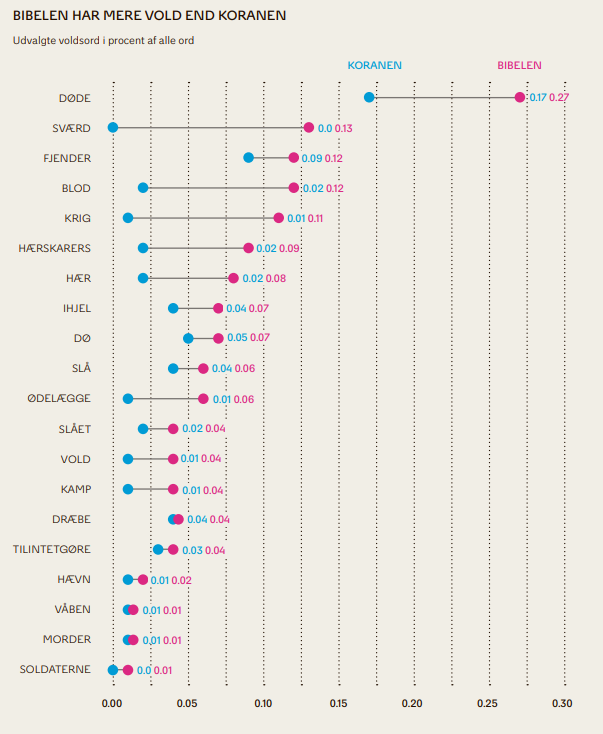 BIBELEN HAR MERE VOLD END KORANEN
Udvalgte voldsord i procent af alle ord
KORANEN BIBELEN
DØDE 0.17 0.27
SVÆRD 0.0 0.13
FJENDER 0.09 0.12
BLOD 0.02 0.12
KRIG 0.01 0.11
HÆRSKARERS 0.02 0.09
HÆR 0.02 0.08
IHJEL 0.04 0.07
DØ 0.05 0.07
SLÅ 0.04 0.06
ØDELÆGGE 0.01 0.06
SLÅET 0.02 0.04
VOLD 0.01 0.04
KAMP 0.01 0.04
DRÆBE 0.04 0.04
TILINTETGØRE 0.03 0.04
HÆVN 0.01 0.02
VÅBEN 0.01 0.01
MORDER 0.01 0.01
SOLDATERNE 0.0 0.01
0.00 0.05 0.10 0.15 0.20 0.25 0.30